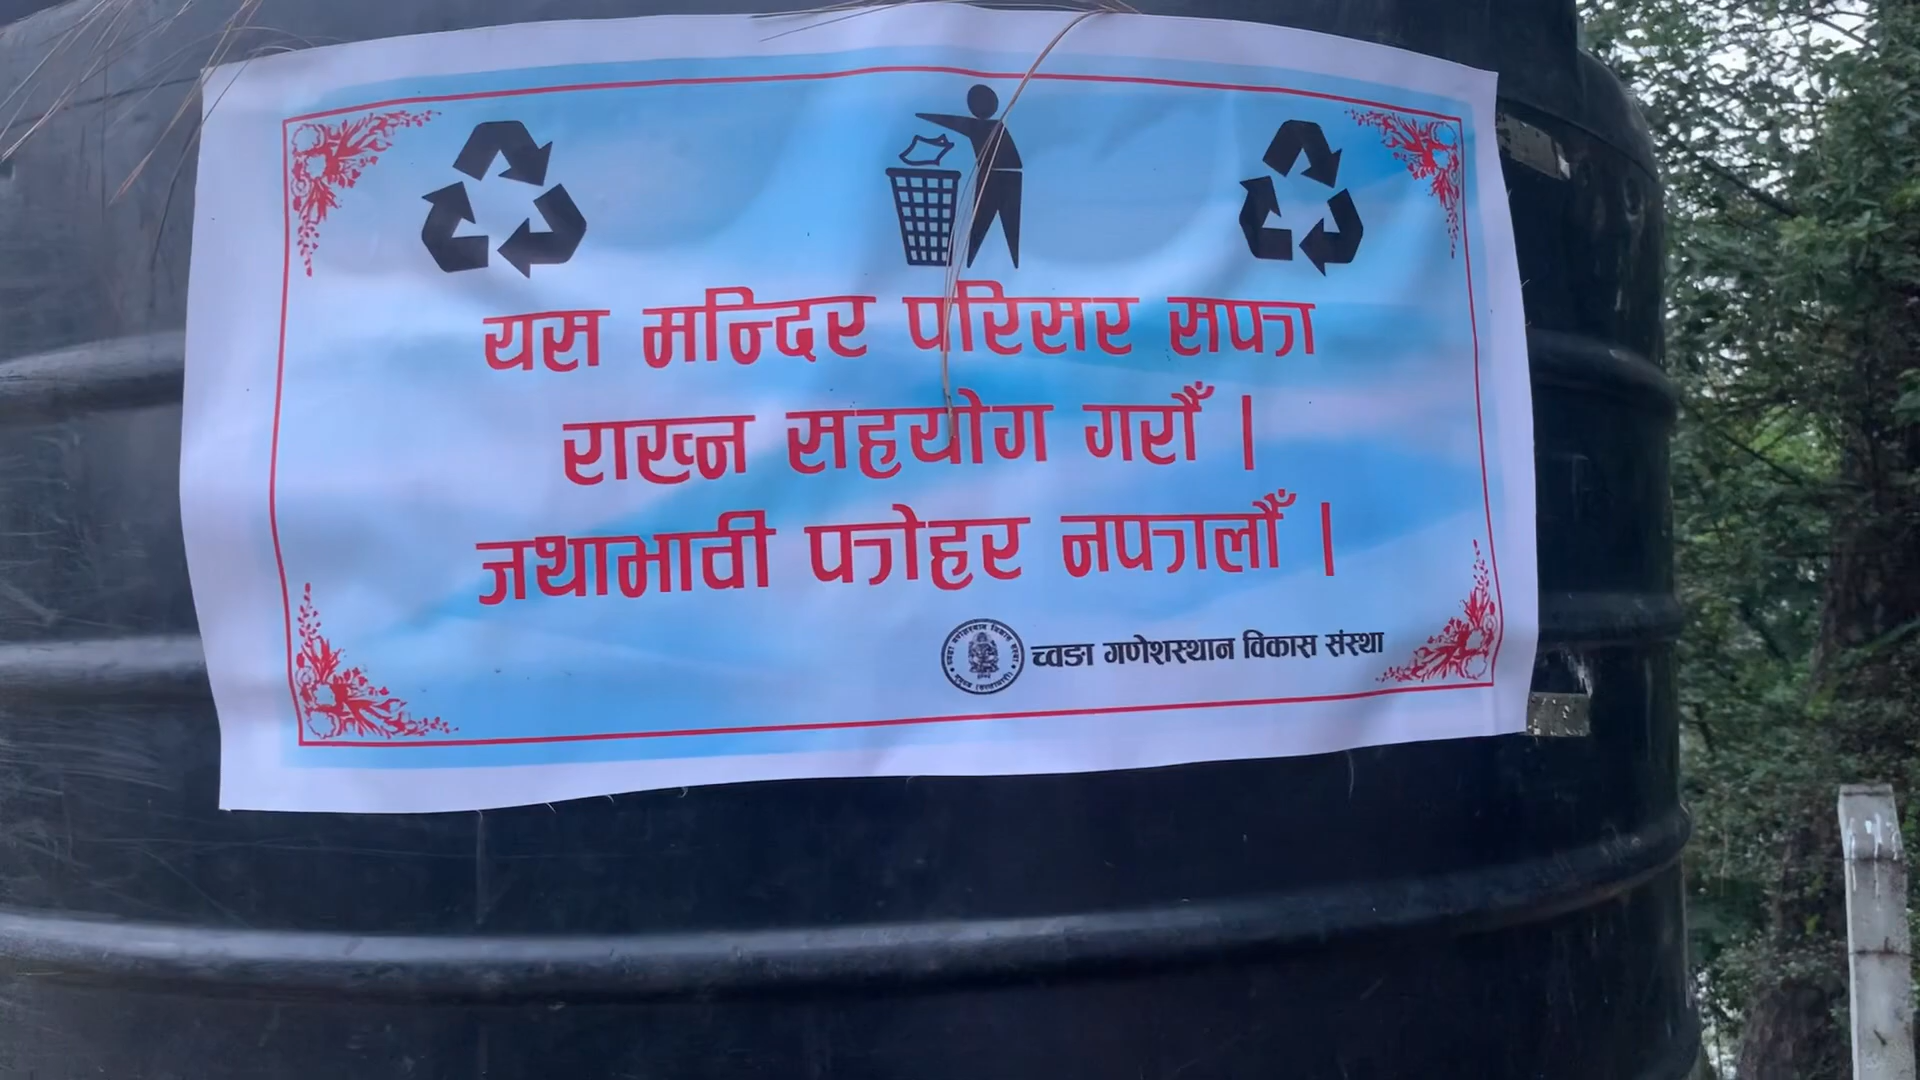 यस मन्दिर परिसर सफा
राख्न सहयोग गरौँ ।
जथाभावी फोहर नफालौँ ।
च्वङा गणेशस्थान विकास संस्था